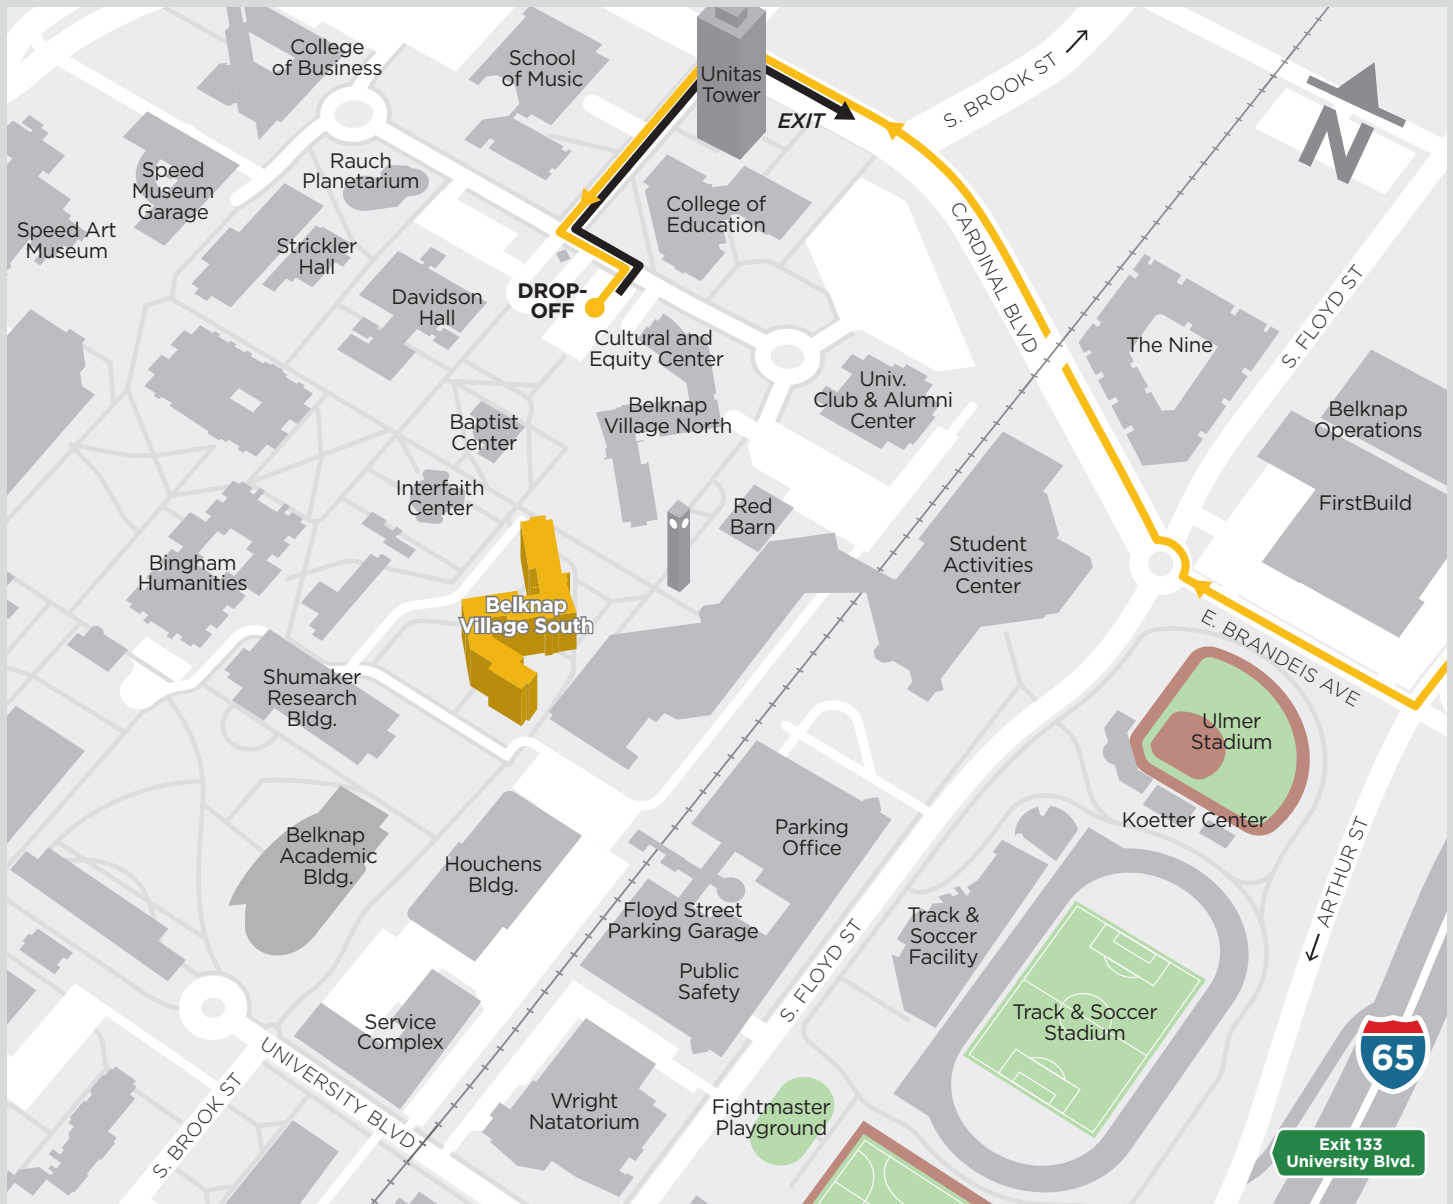 College
of Business
School
of Music
Unitas
Tower
EXIT
S. BROOK ST
N
Speed
Museum
Garage
Rauch
Planetarium
Speed Art
Museum
Strickler
Hall
College of
Education
CARDINAL BLVD
Davidson
Hall
DROP-
OFF
Cultural and
Equity Center
The Nine
S. FLOYD ST
Univ.
Club & Alumni
Center
Belknap
Village North
Baptist
Center
Belknap
Operations
Interfaith
Center
Red
Barn
FirstBuild
Student
Activities
Center
Bingham
Humanities
Belknap
Village South
E. BRANDEIS AVE
Shumaker
Research
Bldg.
Ulmer
Stadium
Koetter Center
Parking
Office
Belknap
Academic
Bldg.
Houchens
Bldg.
ARTHUR ST
Floyd Street
Parking Garage
Track &
Soccer
Facility
S. FLOYD ST
Public
Safety
Track & Soccer
Stadium
Service
Complex
65
UNIVERSITY BLVD
S. BROOK ST
Wright
Natatorium
Fightmaster
Playground
Exit 133
University Blvd.